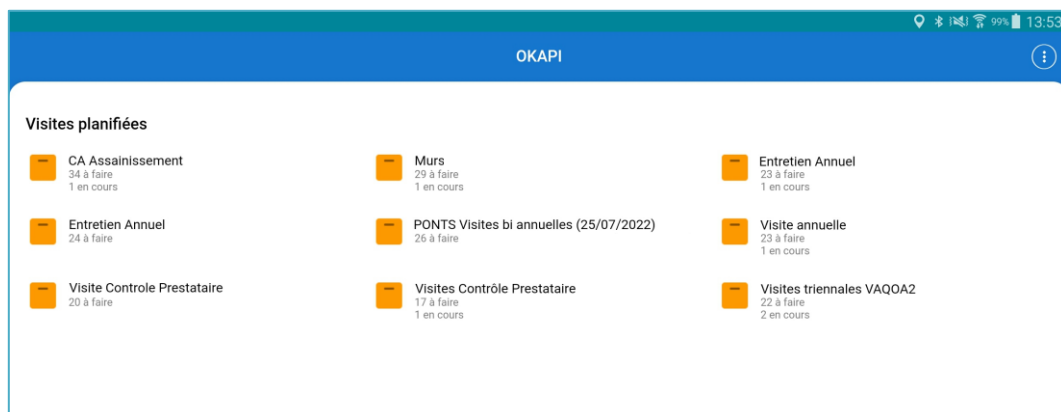 99% 13:53
OKAPI
Visites planifiées
CA Assainissement
34 à faire
1 en cours
Murs
29 à faire
1 en cours
Entretien Annuel
23 à faire
1 en cours
Entretien Annuel
24 à faire
PONTS Visites bi annuelles (25/07/2022)
26 à faire
Visite annuelle
23 à faire
1 en cours
Visite Controle Prestataire
20 à faire
Visites Contrôle Prestataire
17 à faire
1 en cours
Visites triennales VAQOA2
22 à faire
2 en cours